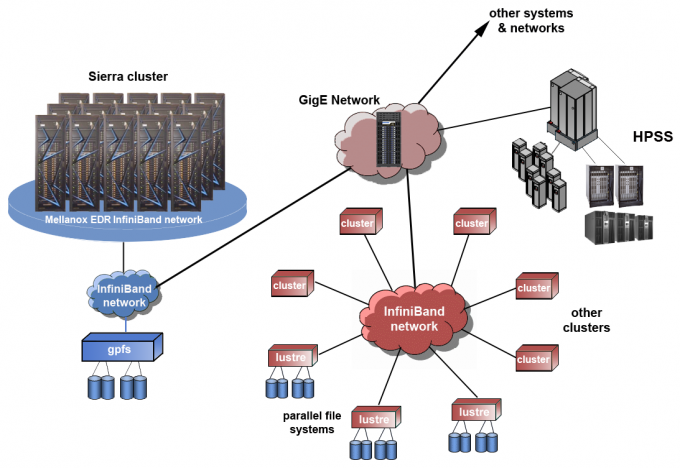 other systems
& networks
Sierra cluster
GigE Network
HPSS
Mellanox EDR InfiniBand network
cluster
cluster
InfiniBand
network
cluster
cluster
InfiniBand
network
other
clusters
gpfs
lustre
cluster
parallel file
systems
lustre
lustre